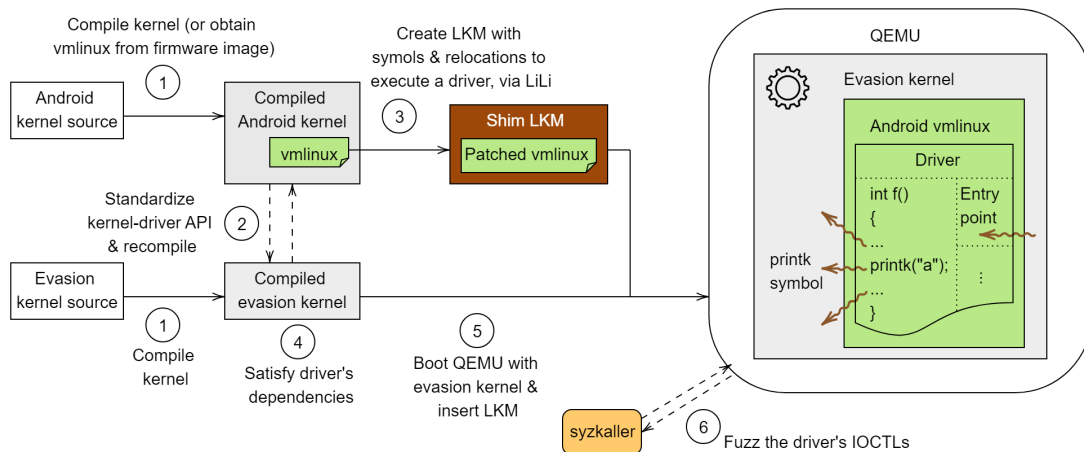 Compile kernel (or obtain
vmlinux from firmware image)
1
Android
kernel source
Compiled
Android kernel
vmlinux
Create LKM with
symols & relocations to
execute a driver, via LiLi
3
Shim LKM
Patched vmlinux
Standardize
kernel-driver API
& recompile
2
Evasion
kernel source
1
Compile
kernel
Compiled
evasion kernel
4
Satisfy driver's
dependencies
5
Boot QEMU with
evasion kernel &
insert LKM
syzkaller
6
Fuzz the driver's IOCTLs
QEMU
Evasion kernel
Android vmlinux
Driver
int f()
{
...
printk("a");
...
}
Entry
point
⋮
printk
symbol